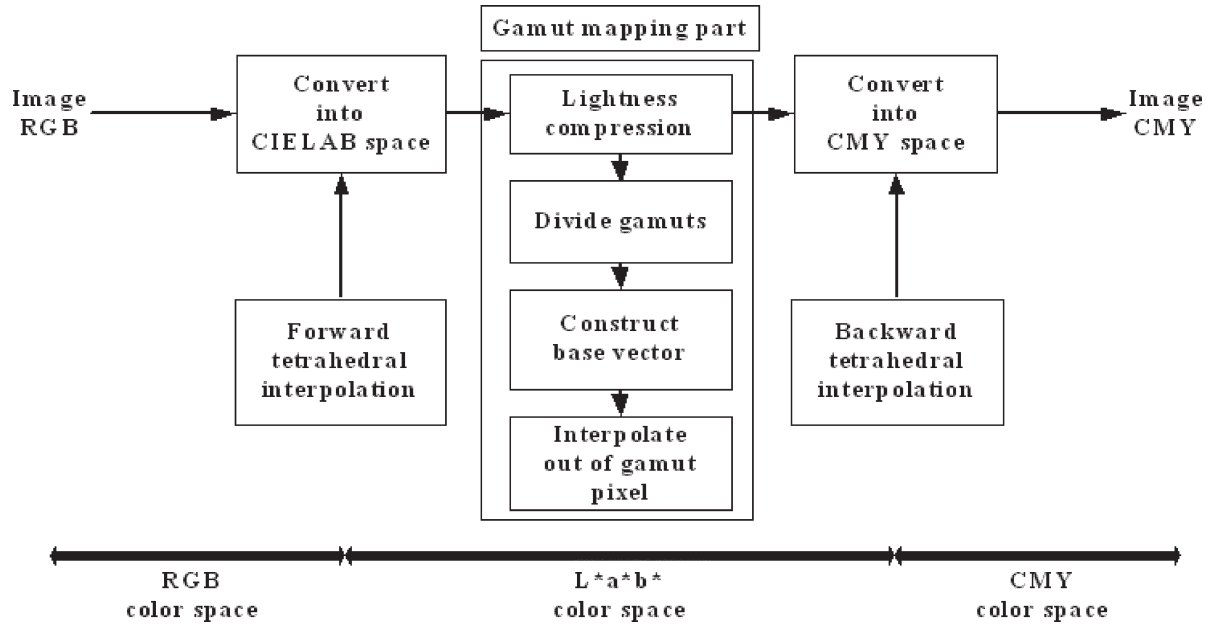 Gamut mapping part
Image
RGB
Convert
into
CIELAB space
Lightness
compression
Convert
into
CMY space
Image
CMY
Divide gamuts
Forward
tetrahedral
interpolation
Construct
base vector
Backward
tetrahedral
interpolation
Interpolate
out of gamut
pixel
RGB
color space
L*a*b*
color space
CMY
color space